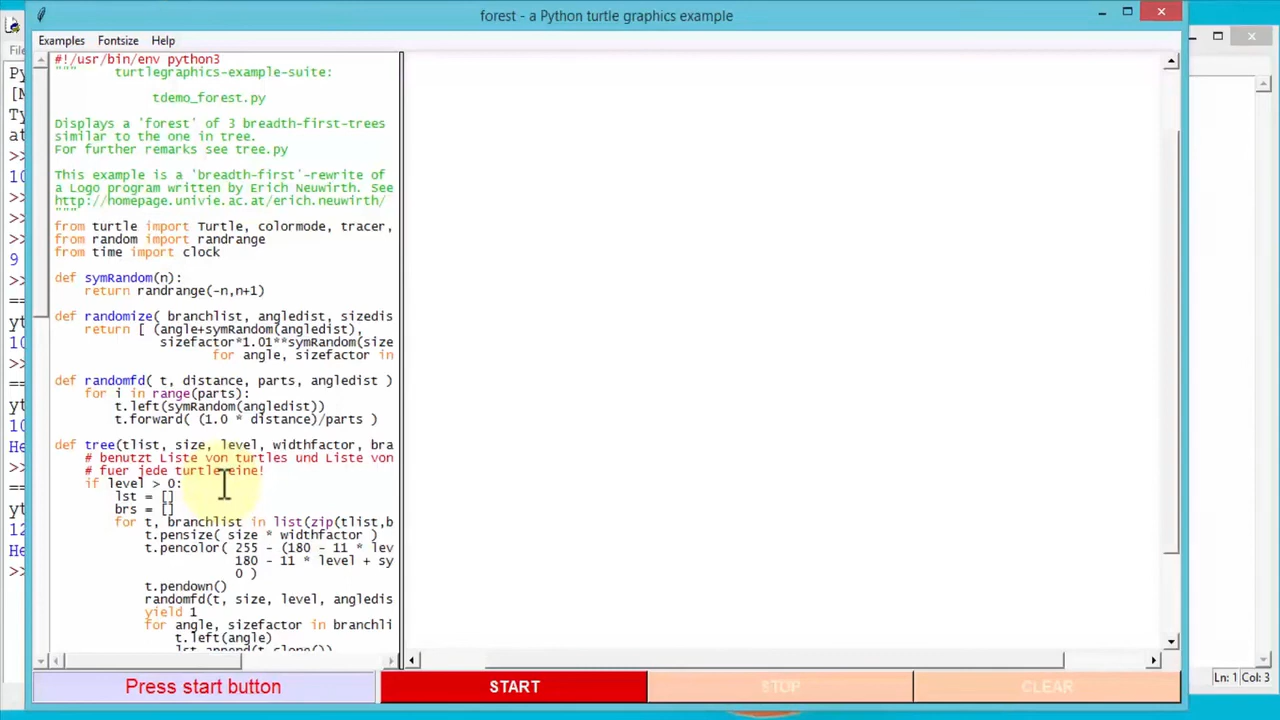 forest - a Python turtle graphics example
Examples Fontsize Help
#!/usr/bin/env python3
""" turtlegraphics-example-suite:
tdemo_forest.py
Displays a 'forest' of 3 breadth-first-trees
similar to the one in tree.
For further remarks see tree.py
This example is a 'breadth-first'-rewrite of
a Logo program written by Erich Neuwirth. See
http://homepage.univie.ac.at/erich.neuwirth/
"""
from turtle import Turtle, colormode, tracer,
from random import randrange
from time import clock
def symRandom(n):
return randrange(-n,n+1)
def randomize( branchlist, angledist, sizedis
return [ (angle+symRandom(angledist),
sizefactor*1.01**symRandom(size
for angle, sizefactor in
def randomfd( t, distance, parts, angledist )
for i in range(parts):
t.left(symRandom(angledist))
t.forward( (1.0 * distance)/parts )
def tree(tlist, size, level, widthfactor, bra
# benutzt Liste von turtles und Liste von
# fuer jede turtle eine!
if level > 0:
lst = []
brs = []
for t, branchlist in list(zip(tlist,b
t.pensize( size * widthfactor )
t.pencolor( 255 - (180 - 11 * lev
180 - 11 * level + sy
0 )
t.pendown()
randomfd(t, size, level, angledis
yield 1
for angle, sizefactor in branchli
t.left(angle)
lst.append(t.clone())
Press start button
START
STOP
CLEAR
Ln: 1 Col: 3